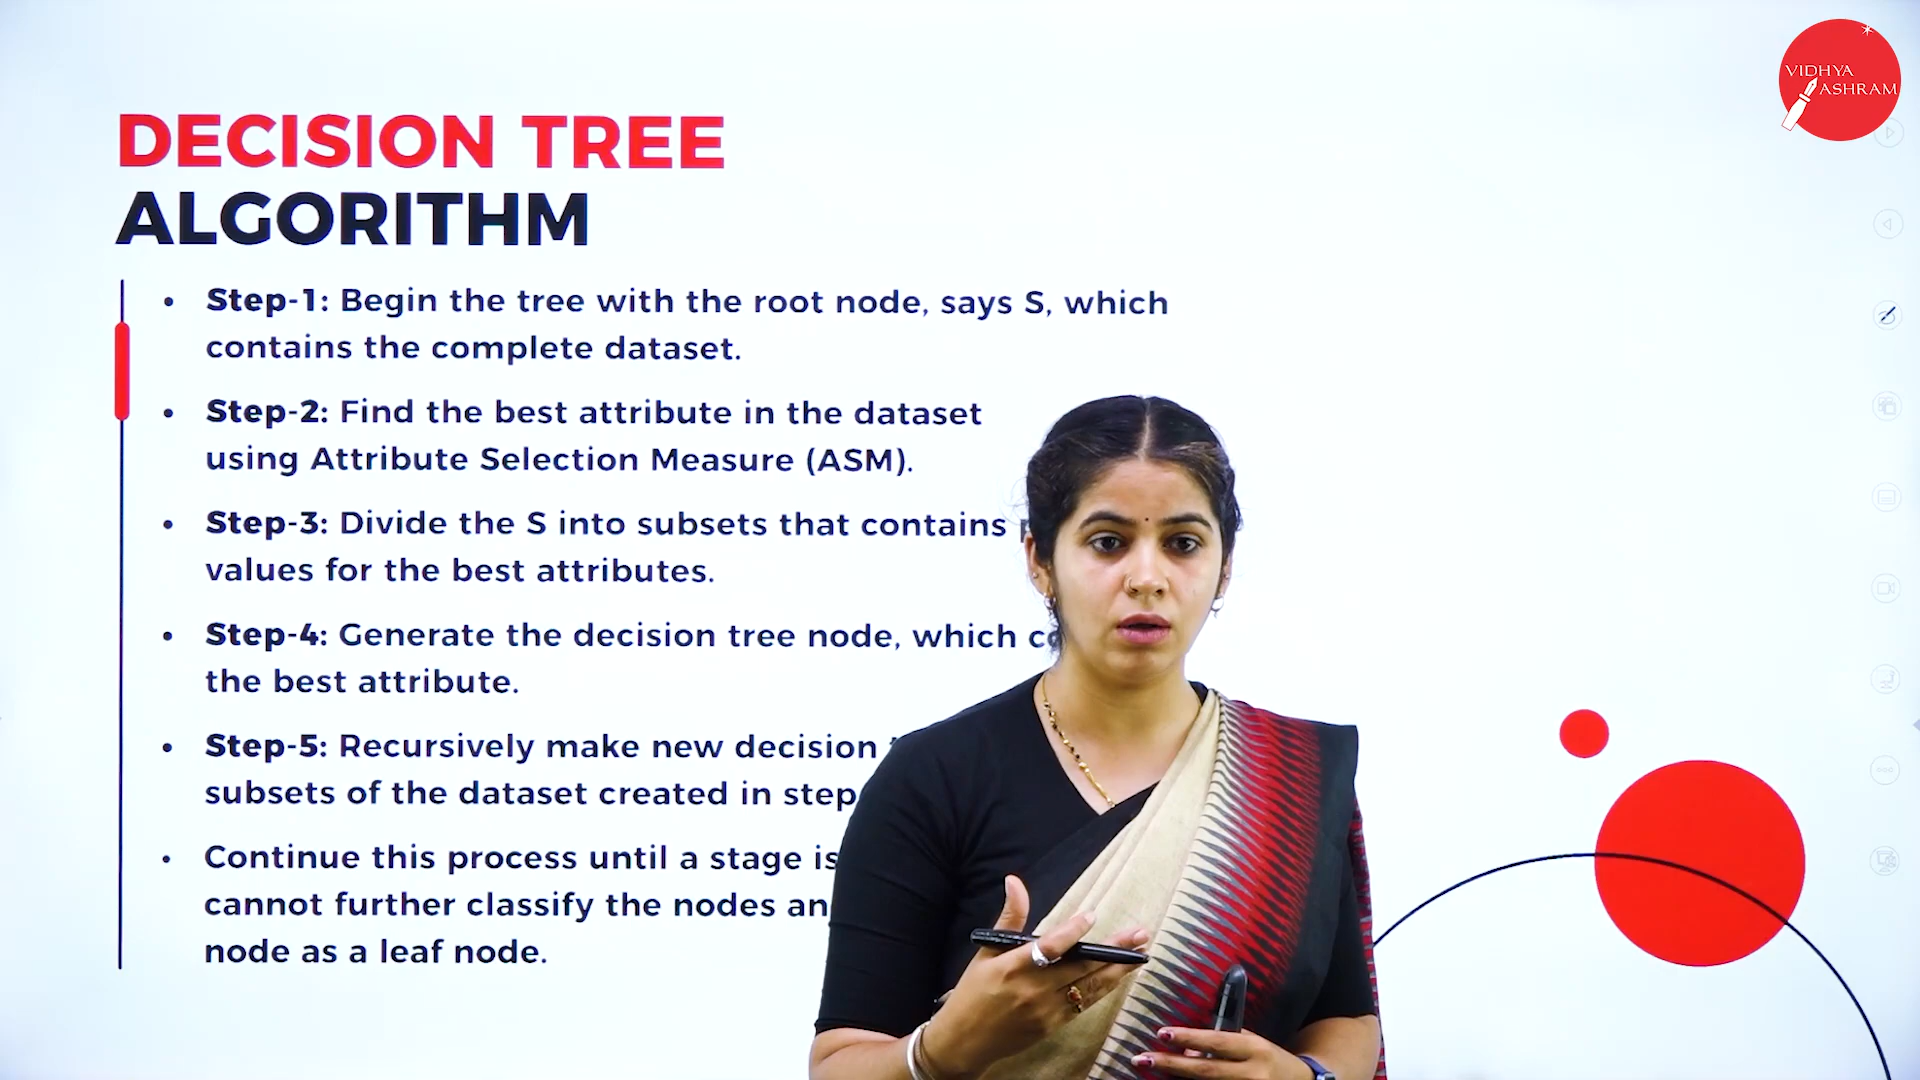 VIDHYA
ASHRAM
DECISION TREE
ALGORITHM
• Step-1: Begin the tree with the root node, says S, which
contains the complete dataset.
• Step-2: Find the best attribute in the dataset
using Attribute Selection Measure (ASM).
• Step-3: Divide the S into subsets that contains
values for the best attributes.
• Step-4: Generate the decision tree node, which
the best attribute.
• Step-5: Recursively make new decision
subsets of the dataset created in step
• Continue this process until a stage is
cannot further classify the nodes
node as a leaf node.